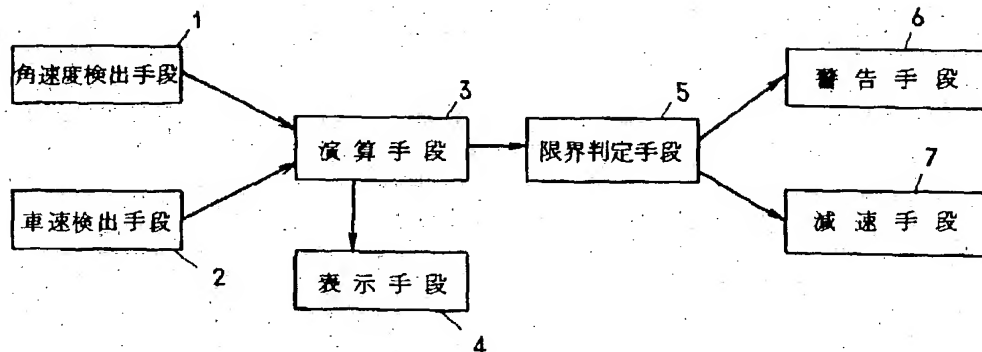 1
角速度検出手段
車速検出手段
2
3
演算手段
表示手段
4
5
限界判定手段
6
警告手段
7
減速手段